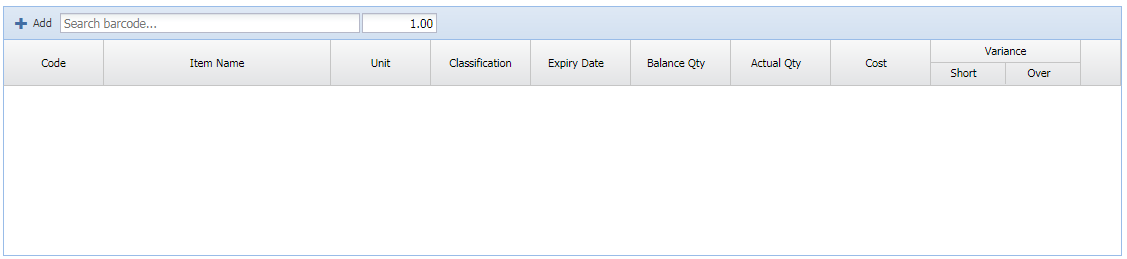 Add Search barcode... 1.00
Code Item Name Unit Classification Expiry Date Balance Qty Actual Qty Cost Variance
Short Over